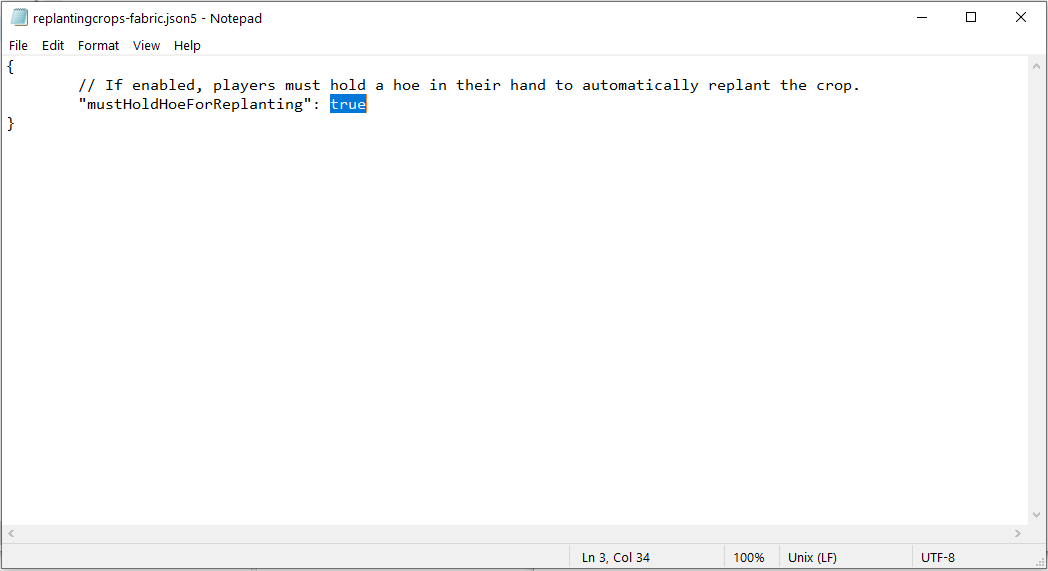 replantingcrops-fabric.json5 - Notepad
File Edit Format View Help
{
// If enabled, players must hold a hoe in their hand to automatically replant the crop.
"mustHoldHoeForReplanting": true
}
Ln 3, Col 34 100% Unix (LF) UTF-8